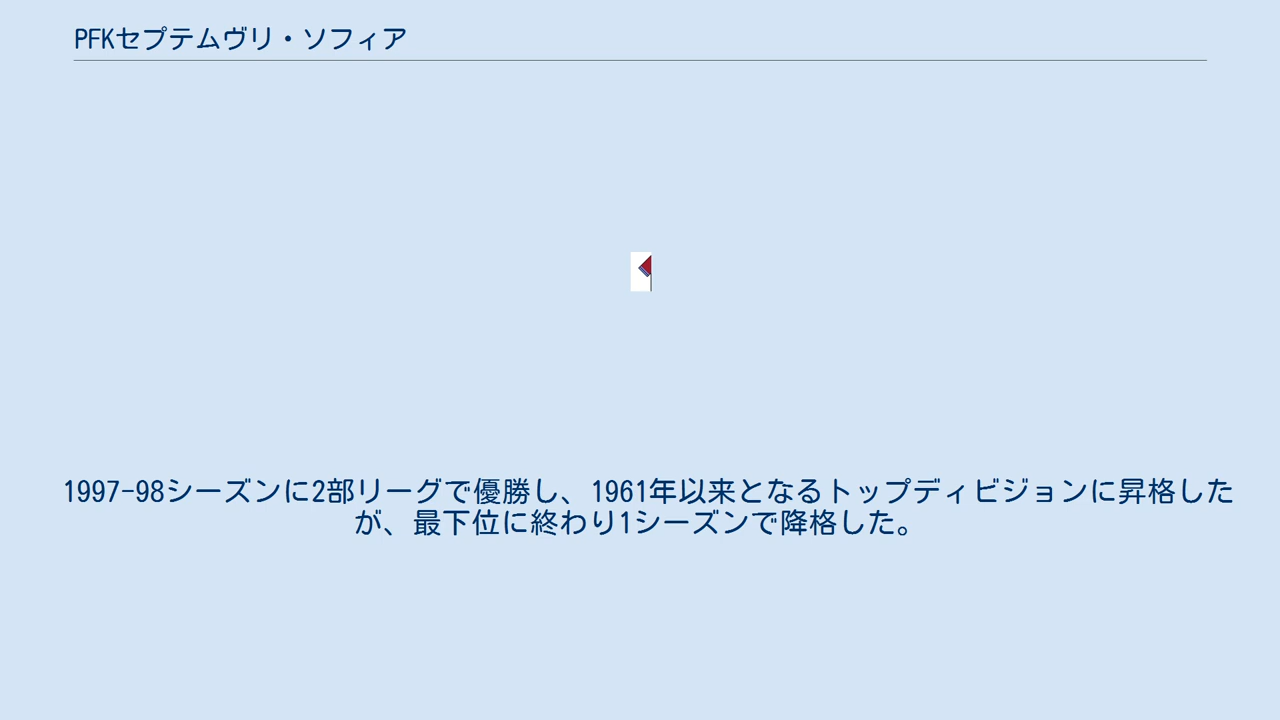 PFKセプテムヴリ・ソフィア
1997-98シーズンに2部リーグで優勝し、1961年以来となるトップディビジョンに昇格した
が、最下位に終わり1シーズンで降格した。